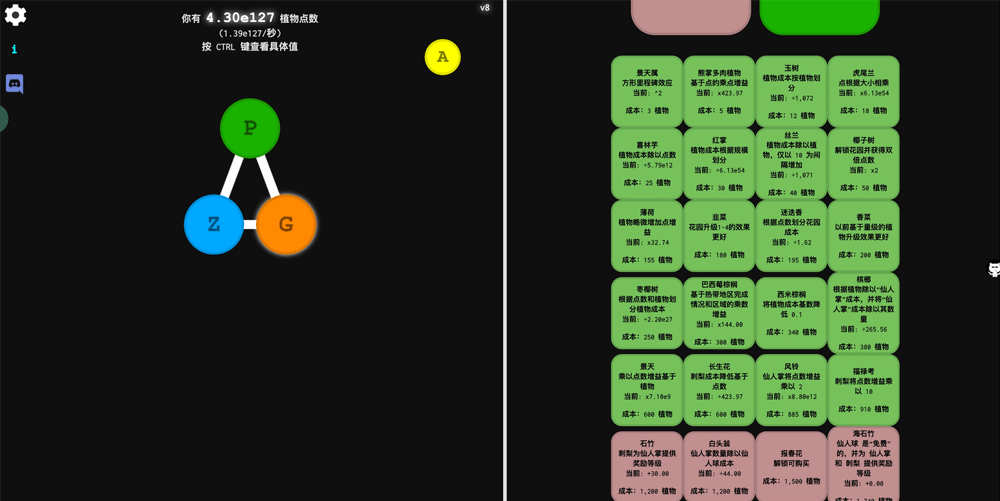 你有 4.30e127 植物点数
(1.39e127/秒)
按 CTRL 键查看具体值
v8
i
A
P
Z
G
景天属
方形里程碑效应
当前: ^2
成本: 3 植物
熊掌多肉植物
基于点的乘点增益
当前: x423.97
成本: 5 植物
玉树
植物成本按植物划
分
当前: ÷1,072
成本: 12 植物
虎尾兰
点根据大小相乘
当前: x6.13e54
成本: 18 植物
喜林芋
植物成本除以点数
当前: ÷5.79e12
成本: 25 植物
红掌
植物成本根据规模
划分
当前: ÷6.13e54
成本: 30 植物
丝兰
植物成本除以植
物，仅以 10 为间
隔增加
当前: ÷1,071
成本: 40 植物
椰子树
解锁花园并获得双
倍点数
当前: x2
成本: 50 植物
薄荷
植物略微增加点增
益
当前: x32.74
成本: 155 植物
韭菜
花园升级1-4的效果
更好
成本: 180 植物
迷迭香
根据点数划分花园
成本
当前: ÷1.62
成本: 195 植物
香菜
以前基于量级的植
物升级效果更好
成本: 200 植物
枣椰树
根据点数和植物划
分植物成本
当前: ÷2.20e27
成本: 250 植物
巴西莓棕榈
基于热带地区完成
情况和区域的乘数
增益
当前: x144.00
成本: 300 植物
西米棕榈
将植物成本基数降
低 0.1
成本: 340 植物
槟榔
根据植物除以“仙人
掌”成本，并将“仙
人掌”成本除以其数
量
当前: ÷265.56
成本: 380 植物
景天
乘以点数增益基于
植物
当前: x7.10e9
成本: 600 植物
长生花
刺梨成本降低基于
点数
当前: ÷423.97
成本: 600 植物
风铃
仙人掌将点数增益
乘以 2
当前: x8.80e12
成本: 885 植物
福禄考
刺梨将点数增益乘
以 10
成本: 910 植物
石竹
刺梨为仙人掌提供
奖励等级
当前: +30.00
成本: 1,200 植物
白头翁
仙人掌数量除以仙
人球成本
当前: ÷44.00
成本: 1,200 植物
报春花
解锁可购买
成本: 1,500 植物
海石竹
仙人球 是“免费”
的，并为 仙人掌
和 刺梨 提供奖励
等级
当前: +0.00